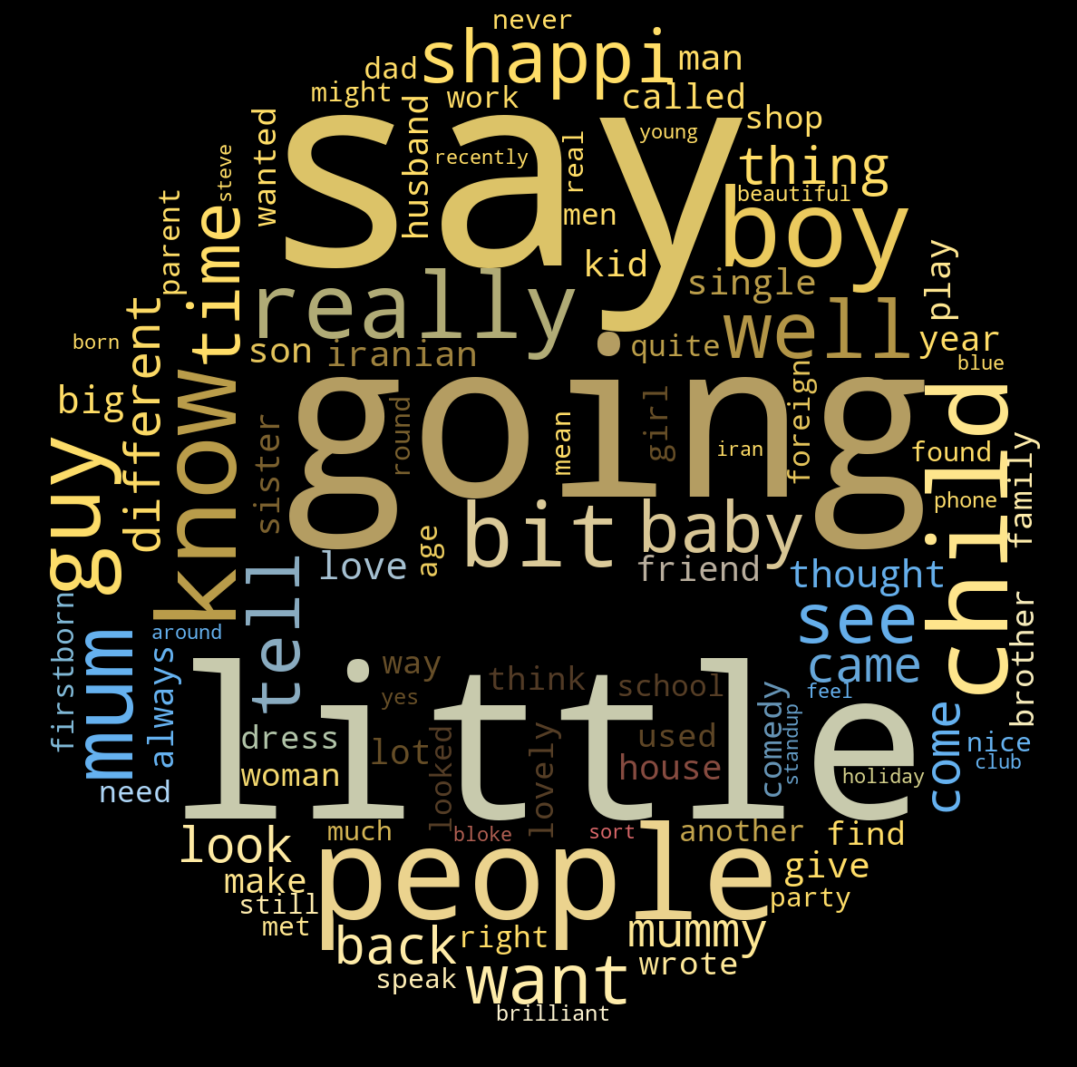 never
shappi
man
dad
might
work
called
shop
say
young
husband
recently
real
wanted
steve
thing
beautiful
men
boy
parent
time
kid
single
play
really
well
quite
year
born
son
iranian
blue
different
big
know
going
foreign
child
guy
sister
round
mean
girl
iran
found
phone
family
bit
baby
age
love
friend
thought
tell
firstborn
mum
around
see
came
brother
always
way
think
school
feel
yes
little
comedy
standup
come
nice
club
dress
lot
looked
lovely
used
house
woman
holiday
need
look
much
bloke
sort
another
find
people
give
make
still
party
met
back
right
mummy
wrote
speak
want
brilliant